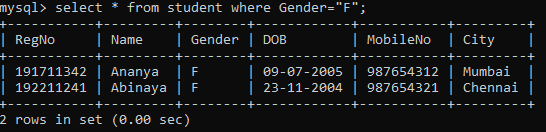 mysql> select * from student where Gender="F";
+-----------+---------+--------+------------+-----------+---------+
| RegNo     | Name    | Gender | DOB        | MobileNo  | City    |
+-----------+---------+--------+------------+-----------+---------+
| 191711342 | Ananya  | F      | 09-07-2005 | 987654312 | Mumbai  |
| 192211241 | Abinaya | F      | 23-11-2004 | 987654321 | Chennai |
+-----------+---------+--------+------------+-----------+---------+
2 rows in set (0.00 sec)